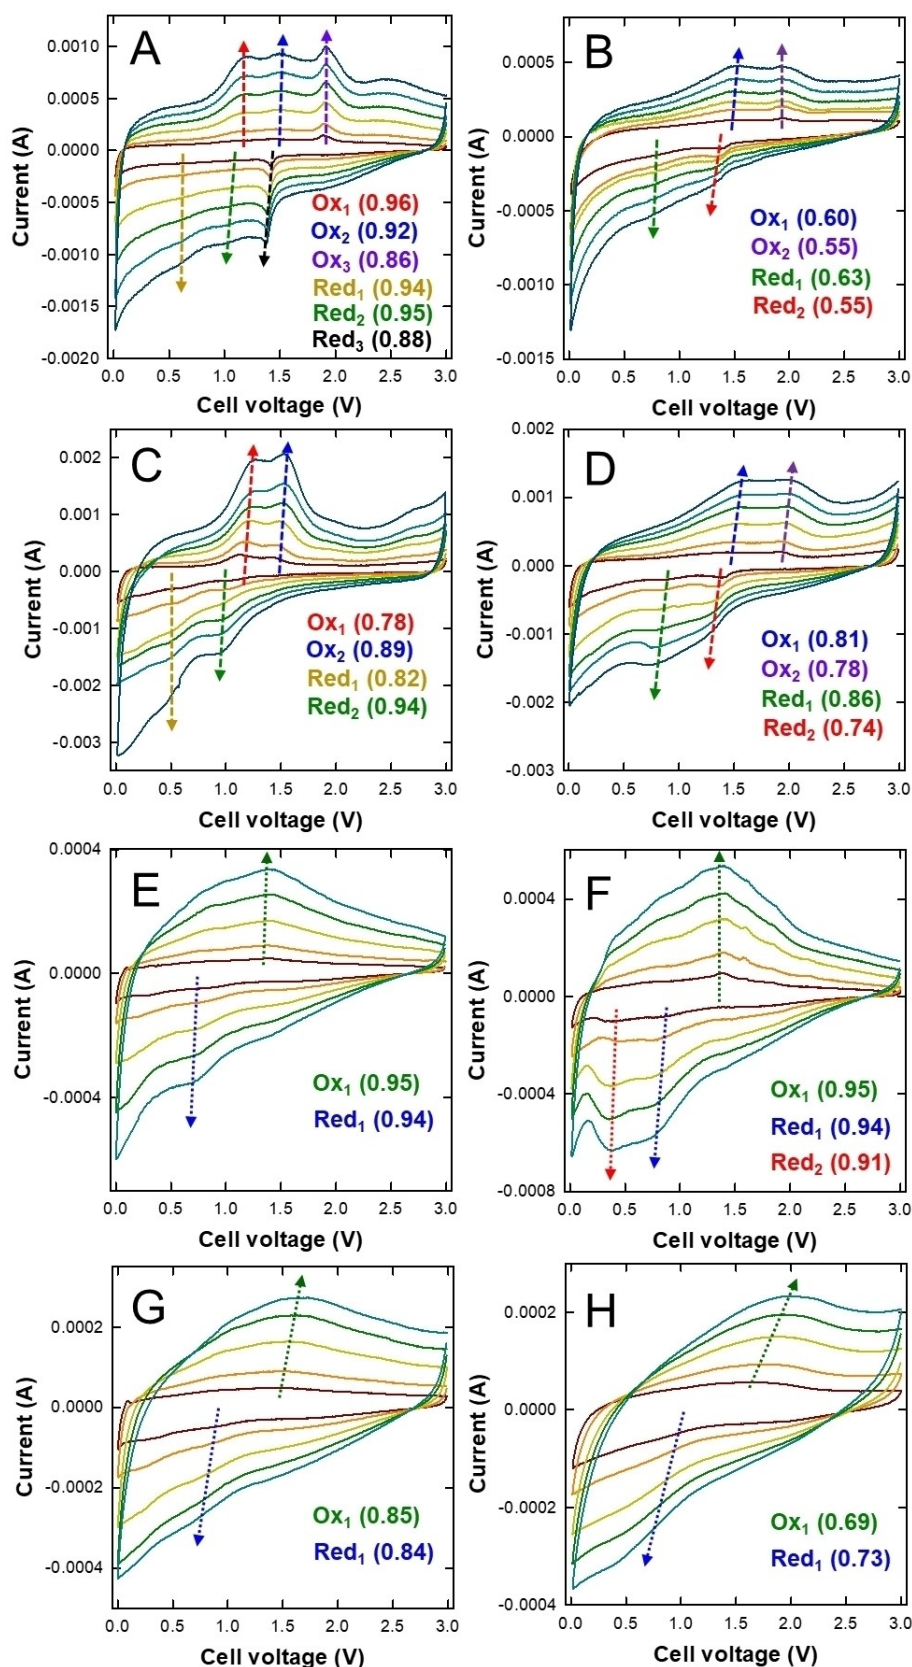 A
0.0010
0.0005
0.0000
-0.0005
-0.0010
-0.0015
-0.0020
Current (A)
Ox1 (0.96)
Ox2 (0.92)
Ox3 (0.86)
Red1 (0.94)
Red2 (0.95)
Red3 (0.88)
0.0 0.5 1.0 1.5 2.0 2.5 3.0
Cell voltage (V)
B
0.0005
0.0000
-0.0005
-0.0010
-0.0015
Current (A)
Ox1 (0.60)
Ox2 (0.55)
Red1 (0.63)
Red2 (0.55)
0.0 0.5 1.0 1.5 2.0 2.5 3.0
Cell voltage (V)
C
0.002
0.001
0.000
-0.001
-0.002
-0.003
Current (A)
Ox1 (0.78)
Ox2 (0.89)
Red1 (0.82)
Red2 (0.94)
0.0 0.5 1.0 1.5 2.0 2.5 3.0
Cell voltage (V)
D
0.002
0.001
0.000
-0.001
-0.002
-0.003
Current (A)
Ox1 (0.81)
Ox2 (0.78)
Red1 (0.86)
Red2 (0.74)
0.0 0.5 1.0 1.5 2.0 2.5 3.0
Cell voltage (V)
E
0.0004
0.0000
-0.0004
Current (A)
Ox1 (0.95)
Red1 (0.94)
0.0 0.5 1.0 1.5 2.0 2.5 3.0
Cell voltage (V)
F
0.0004
0.0000
-0.0004
-0.0008
Current (A)
Ox1 (0.95)
Red1 (0.94)
Red2 (0.91)
0.0 0.5 1.0 1.5 2.0 2.5 3.0
Cell voltage (V)
G
0.0002
0.0000
-0.0002
-0.0004
Current (A)
Ox1 (0.85)
Red1 (0.84)
0.0 0.5 1.0 1.5 2.0 2.5 3.0
Cell voltage (V)
H
0.0002
0.0000
-0.0002
-0.0004
Current (A)
Ox1 (0.69)
Red1 (0.73)
0.0 0.5 1.0 1.5 2.0 2.5 3.0
Cell voltage (V)